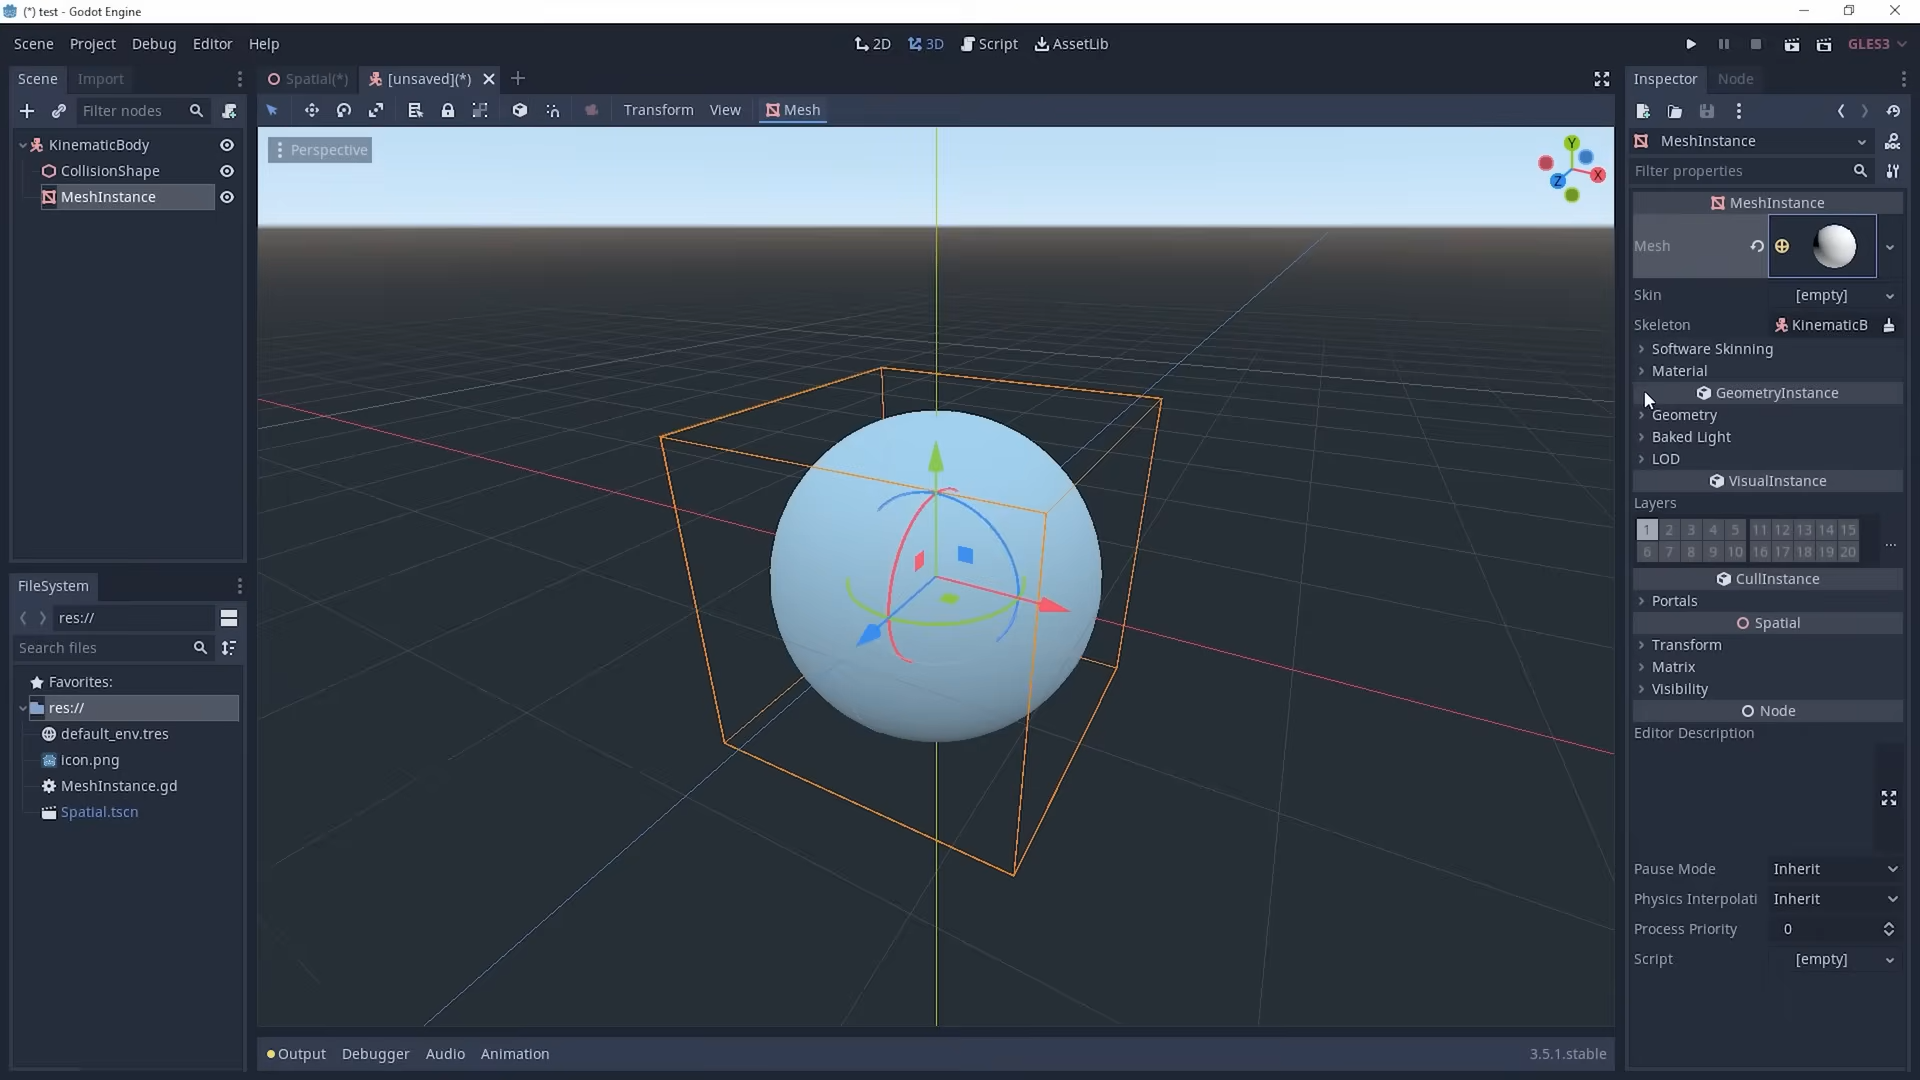 (*) test - Godot Engine
Scene Project Debug Editor Help
2D 3D Script AssetLib
GLES3
Scene Import
Spatial(*) [unsaved](*)
Inspector Node
Filter nodes
Transform View Mesh
KinematicBody
CollisionShape
MeshInstance
Perspective
Y
X
Z
MeshInstance
Filter properties
MeshInstance
Mesh
Skin [empty]
Skeleton KinematicB
Software Skinning
Material
GeometryInstance
Geometry
Baked Light
LOD
VisualInstance
Layers
1 2 3 4 5 11 12 13 14 15
6 7 8 9 10 16 17 18 19 20
...
CullInstance
Portals
Spatial
Transform
Matrix
Visibility
Node
Editor Description
Pause Mode Inherit
Physics Interpolati Inherit
Process Priority 0
Script [empty]
FileSystem
res://
Search files
Favorites:
res://
default_env.tres
icon.png
MeshInstance.gd
Spatial.tscn
Output Debugger Audio Animation
3.5.1.stable